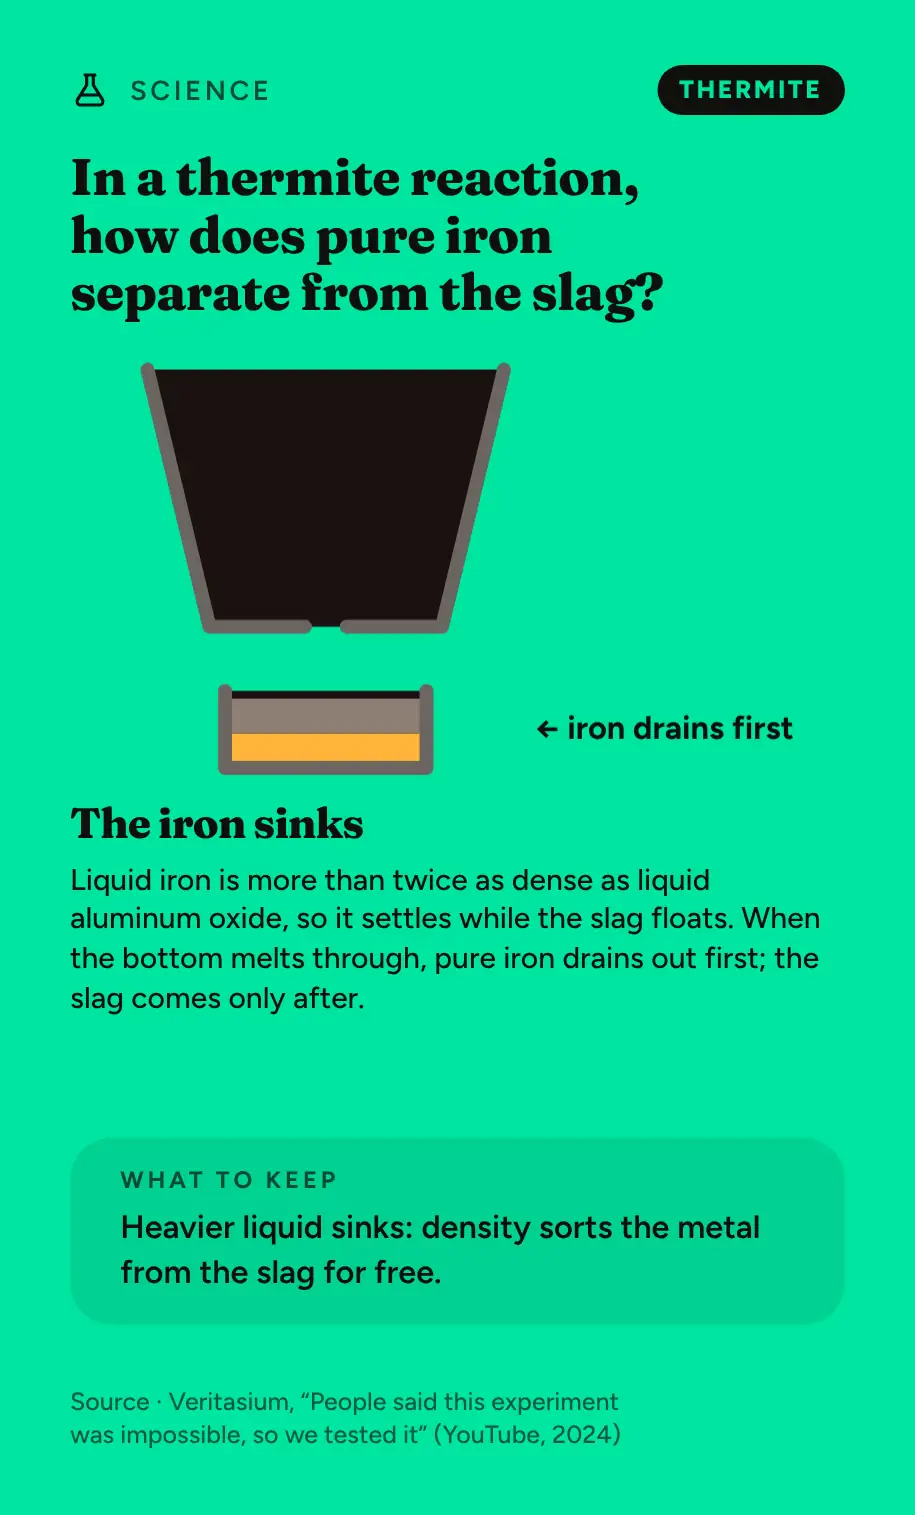 SCIENCE
THERMITE
In a thermite reaction,
how does pure iron
separate from the slag?
← iron drains first
The iron sinks
Liquid iron is more than twice as dense as liquid
aluminum oxide, so it settles while the slag floats. When
the bottom melts through, pure iron drains out first; the
slag comes only after.
WHAT TO KEEP
Heavier liquid sinks: density sorts the metal
from the slag for free.
Source · Veritasium, “People said this experiment
was impossible, so we tested it” (YouTube, 2024)